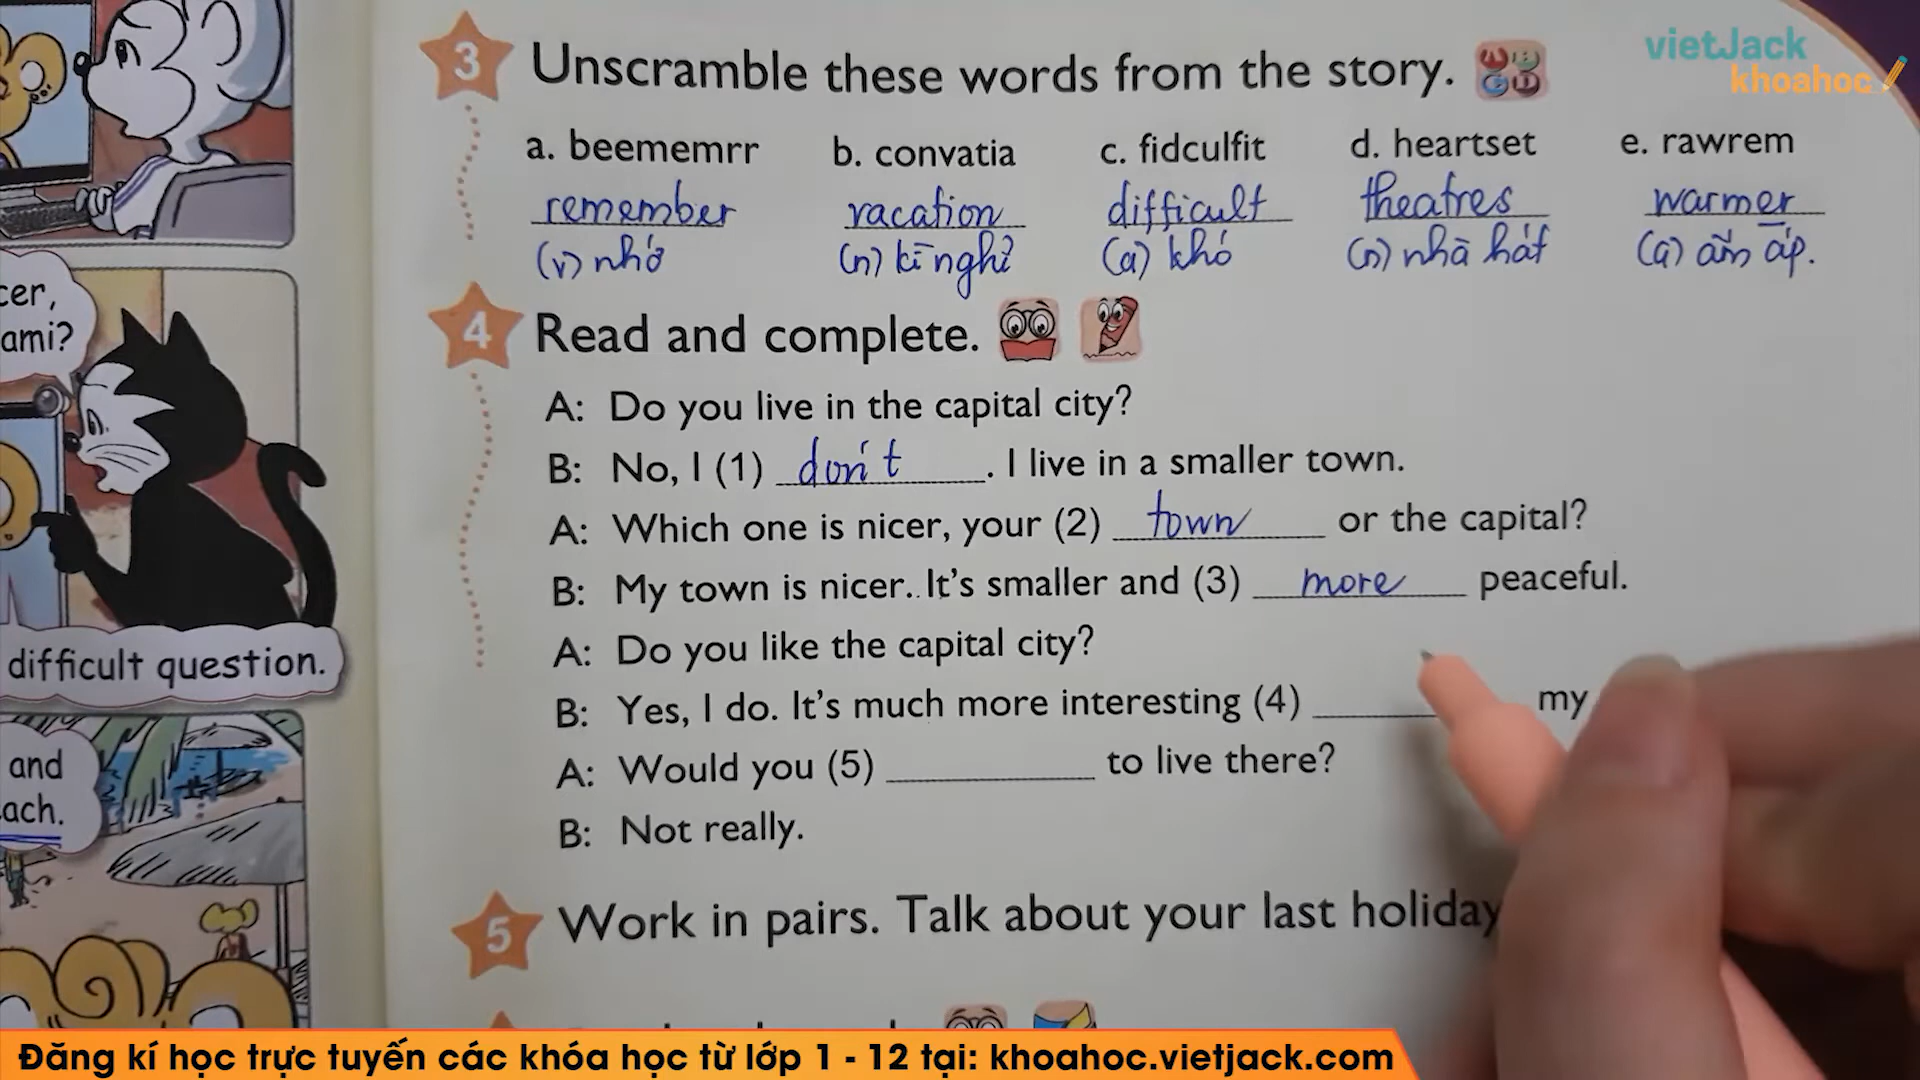 vietJack
khoahoc
3 Unscramble these words from the story.
a. beememrr b. convatia c. fidculfit d. heartset e. rawrem
remember vacation difficult theatres warmer
(v) nhớ (n) kì nghỉ (a) khó (n) nhà hát (a) ấm áp.
cer,
ami?
4 Read and complete.
A: Do you live in the capital city?
B: No, I (1) don't. I live in a smaller town.
A: Which one is nicer, your (2) town or the capital?
B: My town is nicer. It's smaller and (3) more peaceful.
A: Do you like the capital city?
difficult question.
B: Yes, I do. It's much more interesting (4) ________ my
A: Would you (5) ________ to live there?
and
ach.
B: Not really.
5 Work in pairs. Talk about your last holiday
Đăng kí học trực tuyến các khóa học từ lớp 1 - 12 tại: khoahoc.vietjack.com